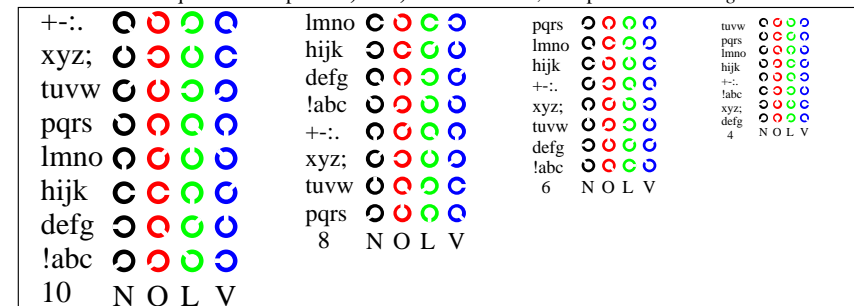 +-:.
xyz;
tuvw
pqrs
lmno
hijk
defg
!abc
10 N O L V
lmno
hijk
defg
!abc
+-:.
xyz;
tuvw
pqrs
8 N O L V
pqrs
lmno
hijk
+-:.
xyz;
tuvw
defg
!abc
6 N O L V
tuvw
pqrs
lmno
hijk
+-:.
!abc
xyz;
defg
4 N O L V